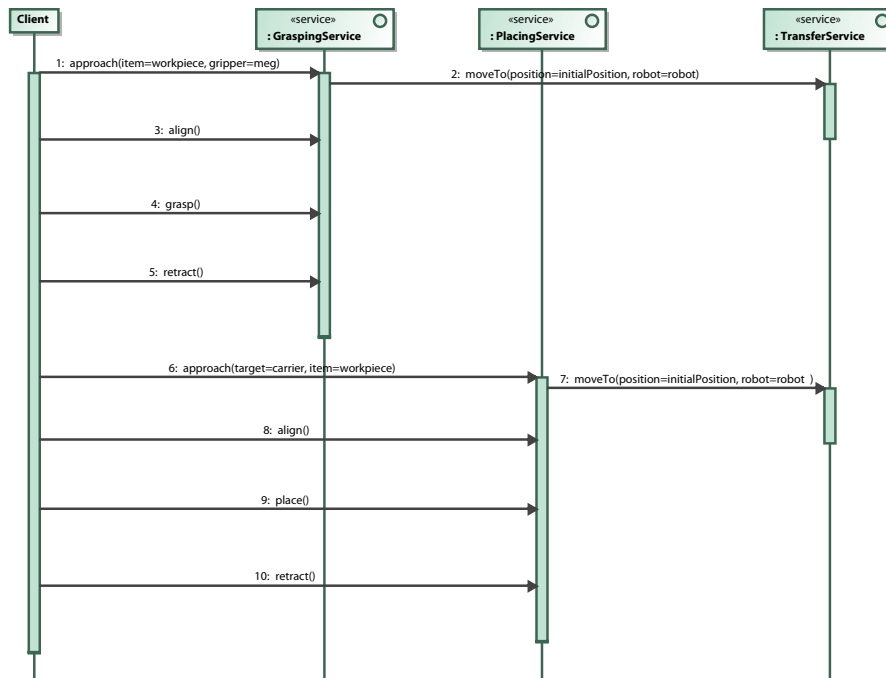 Client
«service»
: GraspingService
«service»
: PlacingService
«service»
: TransferService
1: approach(item=workpiece, gripper=meg)
2: moveTo(position=initialPosition, robot=robot)
3: align()
4: grasp()
5: retract()
6: approach(target=carrier, item=workpiece)
7: moveTo(position=initialPosition, robot=robot )
8: align()
9: place()
10: retract()